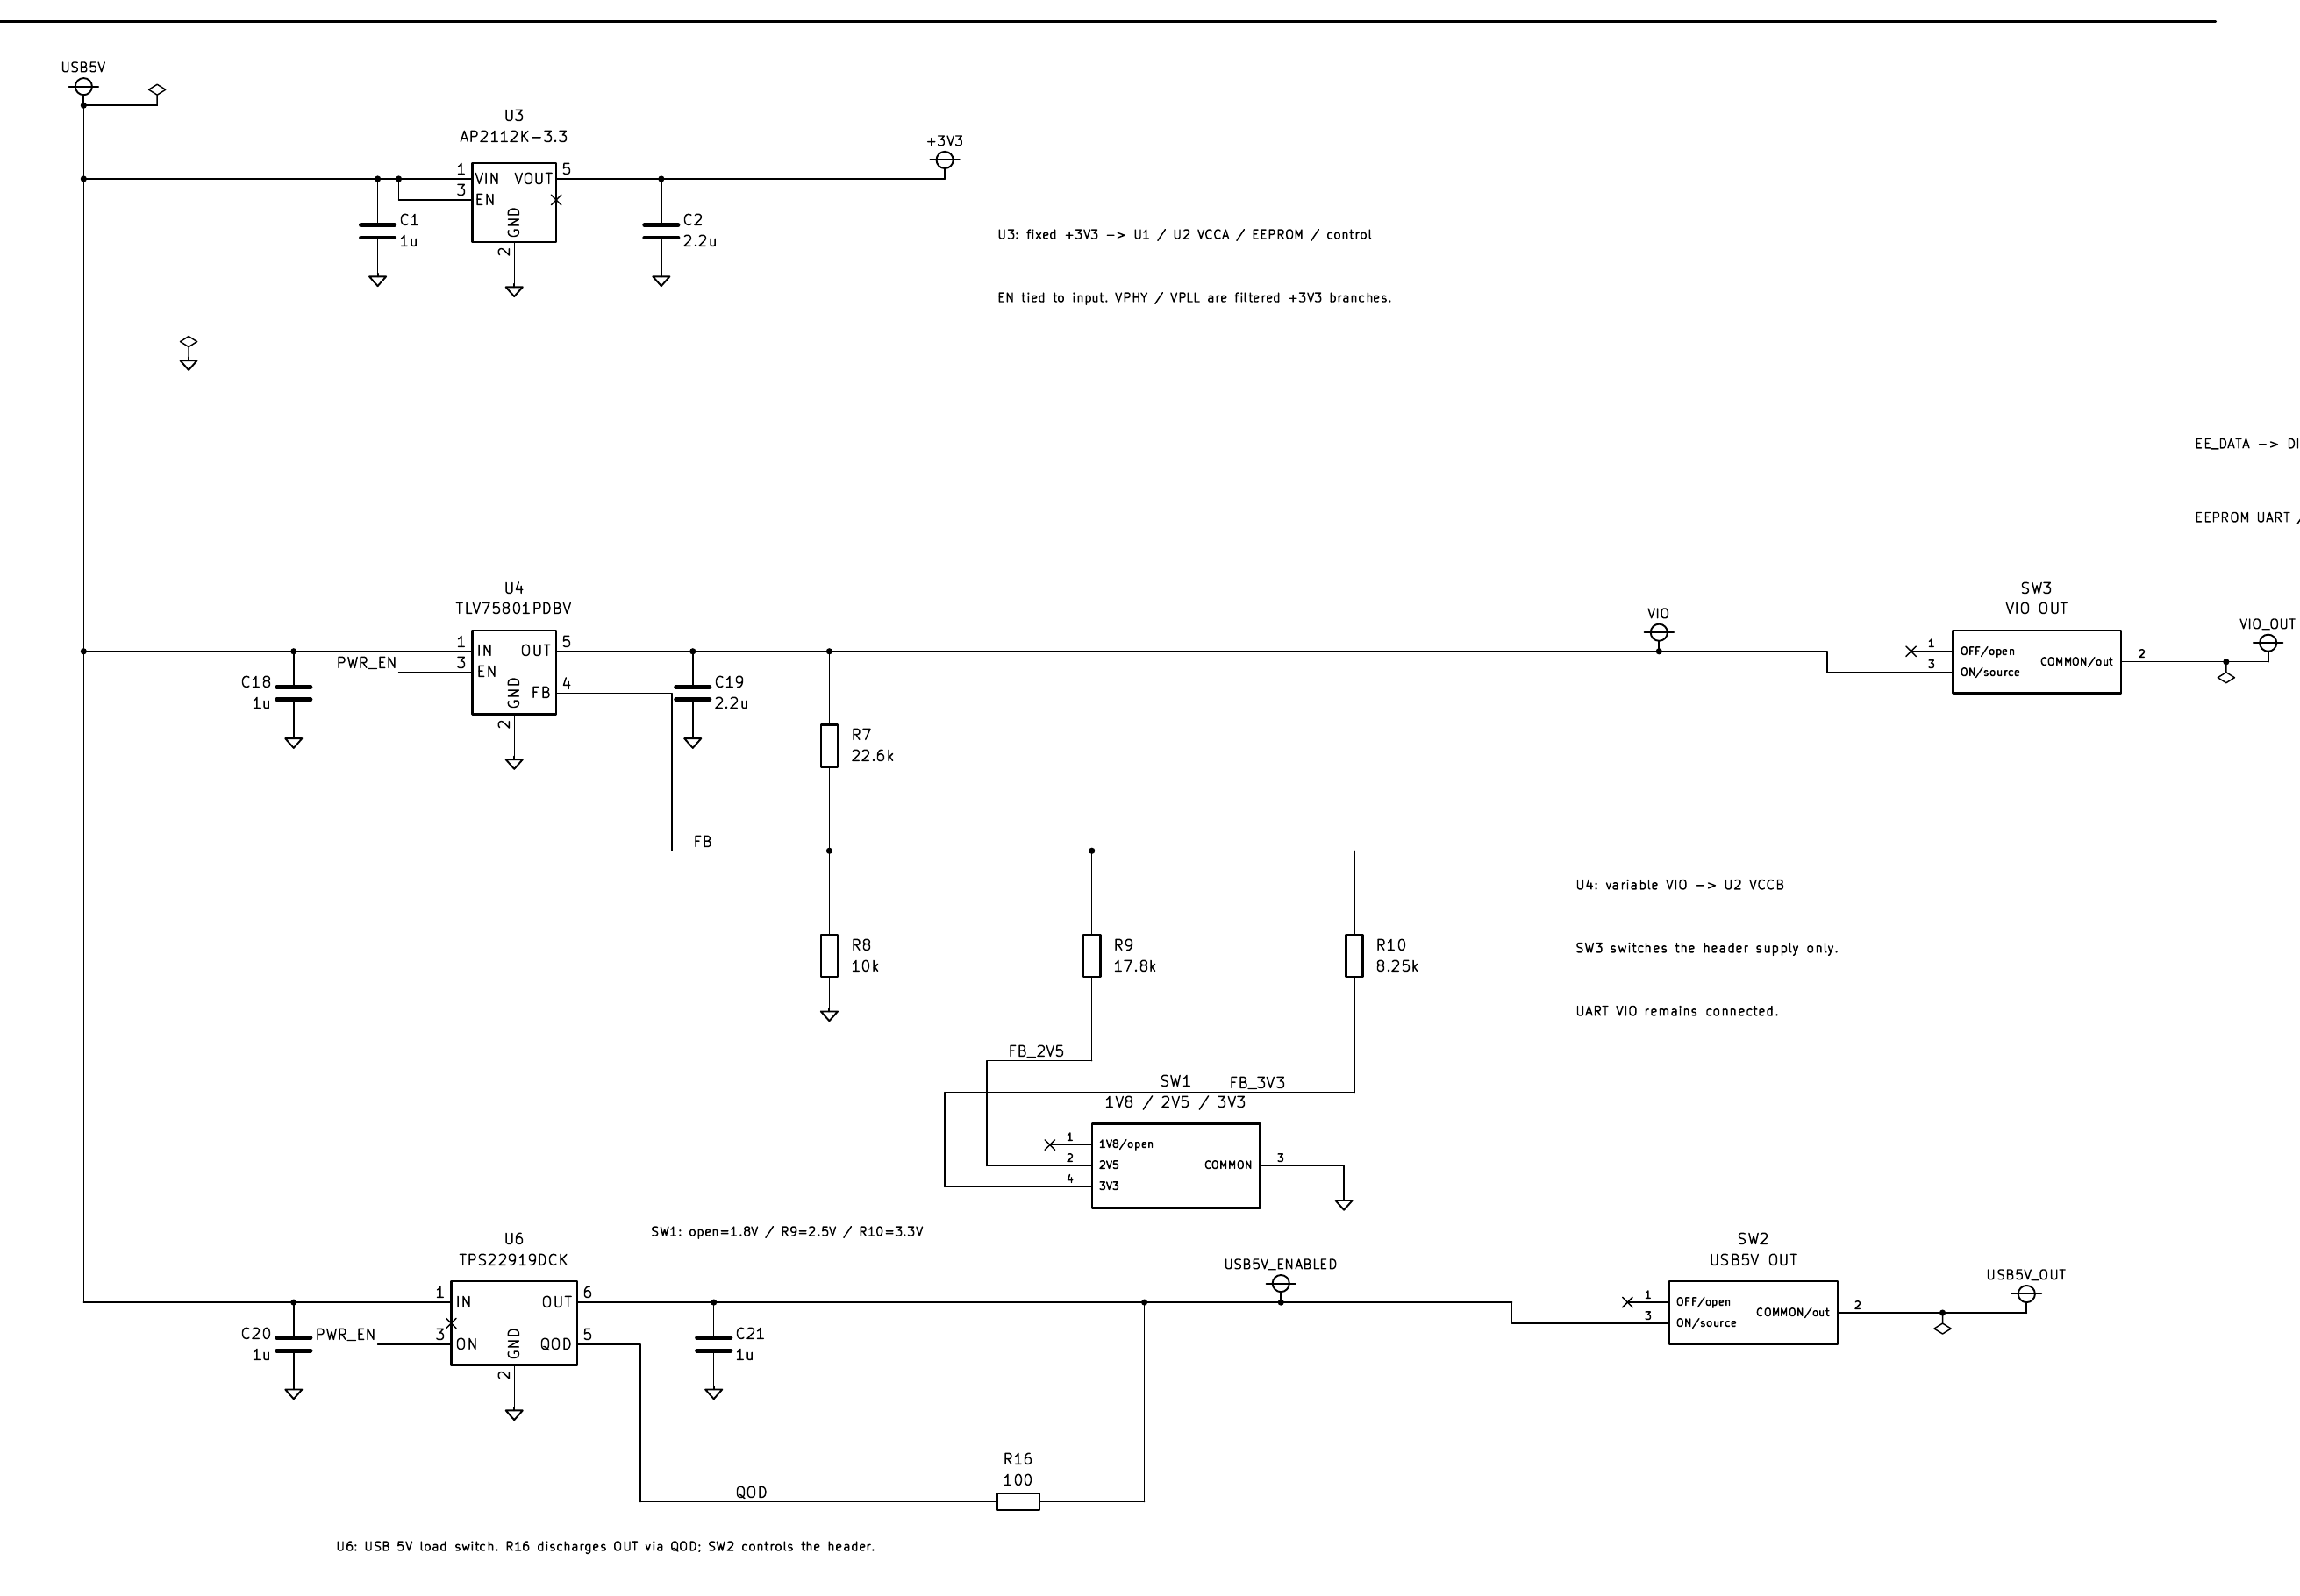 USB5V
U3
AP2112K-3.3
+3V3
1
VIN
VOUT
5
3
EN
GND
2
C1
1u
C2
2.2u
U3: fixed +3V3 -> U1 / U2 VCCA / EEPROM / control
EN tied to input. VPHY / VPLL are filtered +3V3 branches.
EE_DATA -> DI
EEPROM UART /
U4
TLV75801PDBV
1
IN
OUT
5
PWR_EN
3
EN
GND
FB
4
2
C18
1u
C19
2.2u
VIO
SW3
VIO OUT
1
OFF/open
3
ON/source
COMMON/out
2
VIO_OUT
R7
22.6k
FB
U4: variable VIO -> U2 VCCB
R8
10k
R9
17.8k
R10
8.25k
SW3 switches the header supply only.
UART VIO remains connected.
FB_2V5
SW1
FB_3V3
1V8 / 2V5 / 3V3
1
1V8/open
2
2V5
COMMON
3
4
3V3
SW1: open=1.8V / R9=2.5V / R10=3.3V
U6
TPS22919DCK
1
IN
OUT
6
C20
1u
PWR_EN
3
ON
GND
QOD
5
2
C21
1u
USB5V_ENABLED
SW2
USB5V OUT
1
OFF/open
3
ON/source
COMMON/out
2
USB5V_OUT
R16
100
QOD
U6: USB 5V load switch. R16 discharges OUT via QOD; SW2 controls the header.